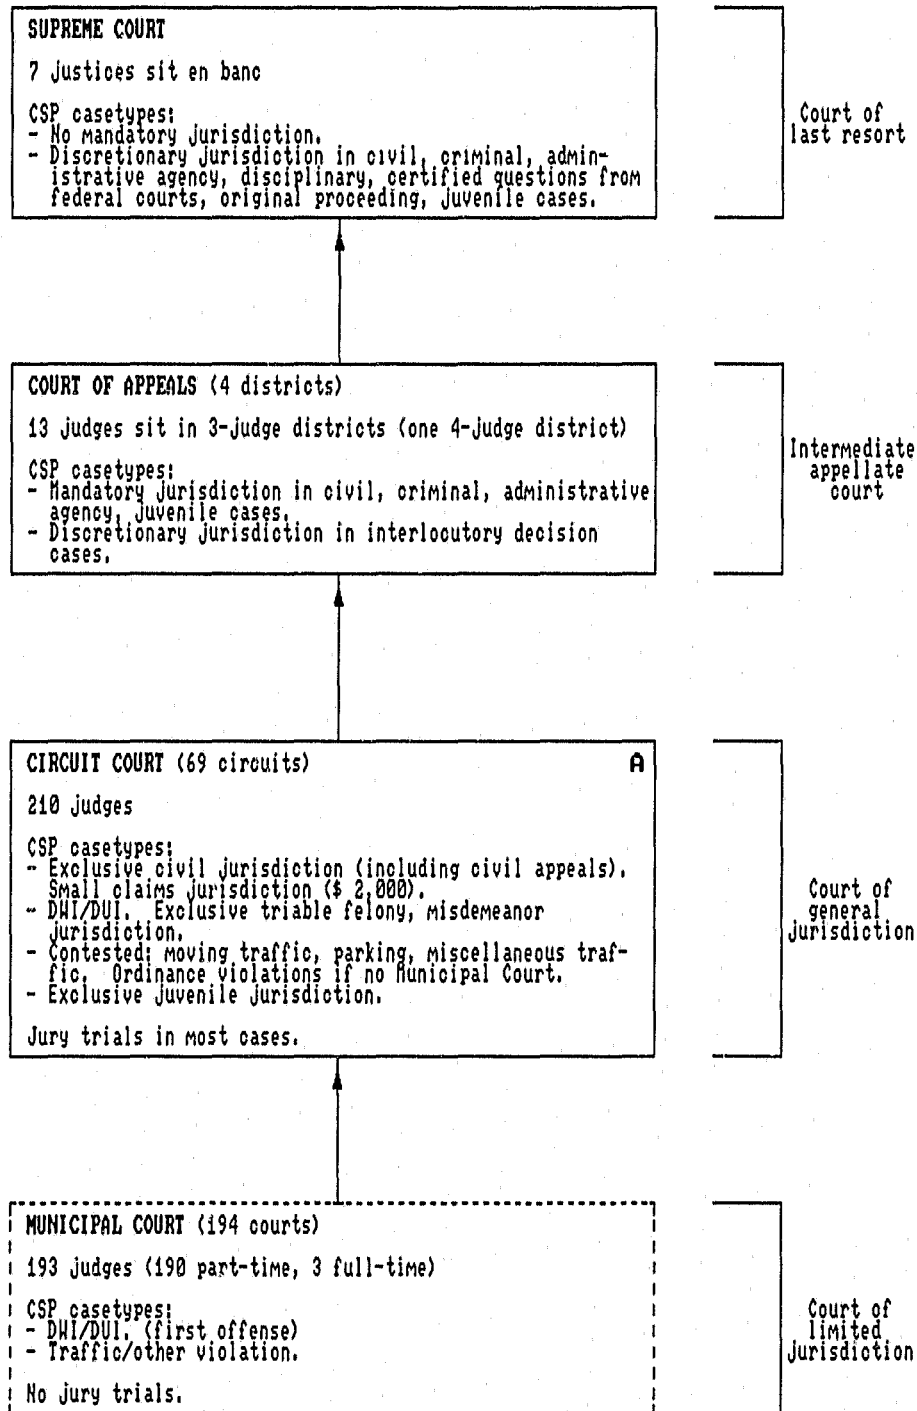 SUPREME COURT
7 justices sit en banc
CSP casetypes:
- No mandatory jurisdiction.
- Discretionary jurisdiction in civil, criminal, admin-
istrative agency, disciplinary, certified questions from
federal courts, original proceeding, juvenile cases.
Court of
last resort
COURT OF APPEALS (4 districts)
13 judges sit in 3-judge districts (one 4-judge district)
CSP casetypes:
- Mandatory jurisdiction in civil, criminal, administrative
agency, juvenile cases.
- Discretionary jurisdiction in interlocutory decision
cases.
Intermediate
appellate
court
CIRCUIT COURT (69 circuits) A
210 judges
CSP casetypes:
- Exclusive civil jurisdiction (including civil appeals).
Small claims jurisdiction ($ 2,000).
- DWI/DUI. Exclusive triable felony, misdemeanor
jurisdiction.
- Contested: moving traffic, parking, miscellaneous traf-
fic. Ordinance violations if no Municipal Court.
- Exclusive juvenile jurisdiction.
Jury trials in most cases.
Court of
general
jurisdiction
MUNICIPAL COURT (194 courts)
193 judges (190 part-time, 3 full-time)
CSP casetypes:
- DWI/DUI. (first offense)
- Traffic/other violation.
No jury trials.
Court of
limited
jurisdiction